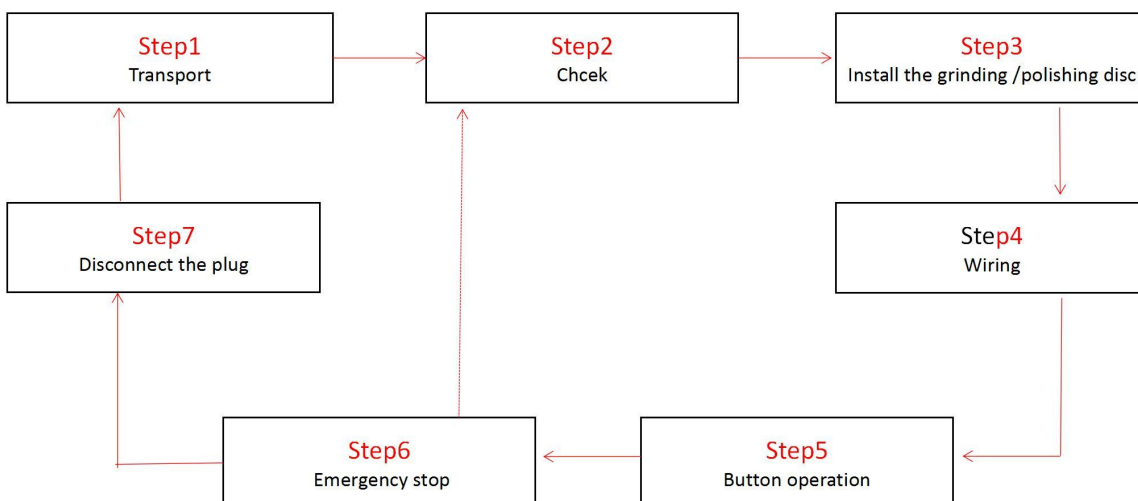 Step1
Transport
Step2
Chcek
Step3
Install the grinding /polishing disc
Step7
Disconnect the plug
Step4
Wiring
Step6
Emergency stop
Step5
Button operation